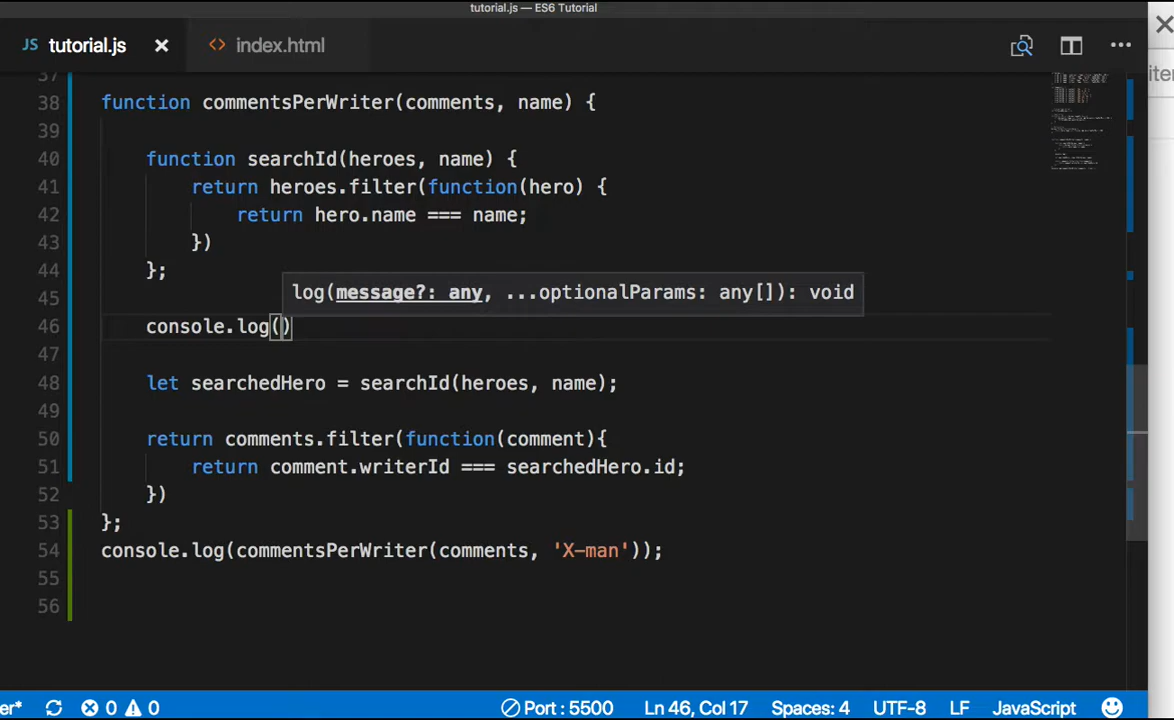 tutorial.js — ES6 Tutorial
JS tutorial.js × <> index.html ···
37
38 function commentsPerWriter(comments, name) {
39
40 function searchId(heroes, name) {
41 return heroes.filter(function(hero) {
42 return hero.name === name;
43 })
44 };
45 log(message?: any, ...optionalParams: any[]): void
46 console.log()
47
48 let searchedHero = searchId(heroes, name);
49
50 return comments.filter(function(comment){
51 return comment.writerId === searchedHero.id;
52 })
53 };
54 console.log(commentsPerWriter(comments, 'X-man'));
55
56
er* 0 0 Port : 5500 Ln 46, Col 17 Spaces: 4 UTF-8 LF JavaScript